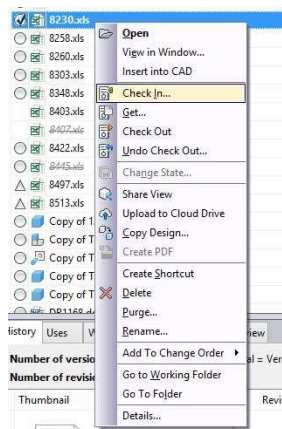 8230.xls
8258.xls
8260.xls
8303.xls
8348.xls
8403.xls
8407.xls
8422.xls
8445.xls
8497.xls
8513.xls
Copy of 1
Copy of T
Copy of T
Copy of T
Copy of T
Open
View in Window...
Insert into CAD
Check In...
Get...
Check Out
Undo Check Out...
Change State...
Share View
Upload to Cloud Drive
Copy Design...
Create PDF
Create Shortcut
Delete
Purge...
Rename...
Add To Change Order
Go to Working Folder
Go To Folder
Details...
istory Uses W iew
Number of versio al = Ver
Number of revisio
Thumbnail Revi